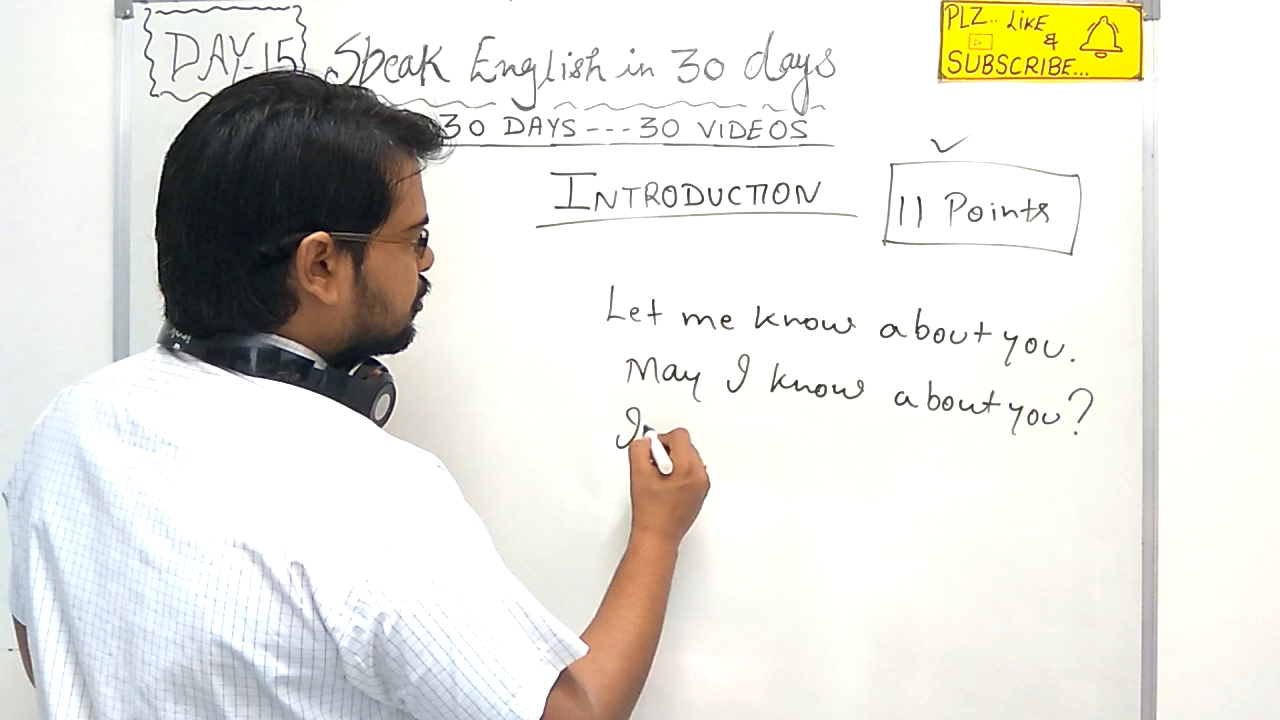 DAY-15 Speak English in 30 days
PLZ.. LIKE
&
SUBSCRIBE...
30 DAYS---30 VIDEOS
INTRODUCTION
11 Points
Let me know about you.
May I know about you?
I